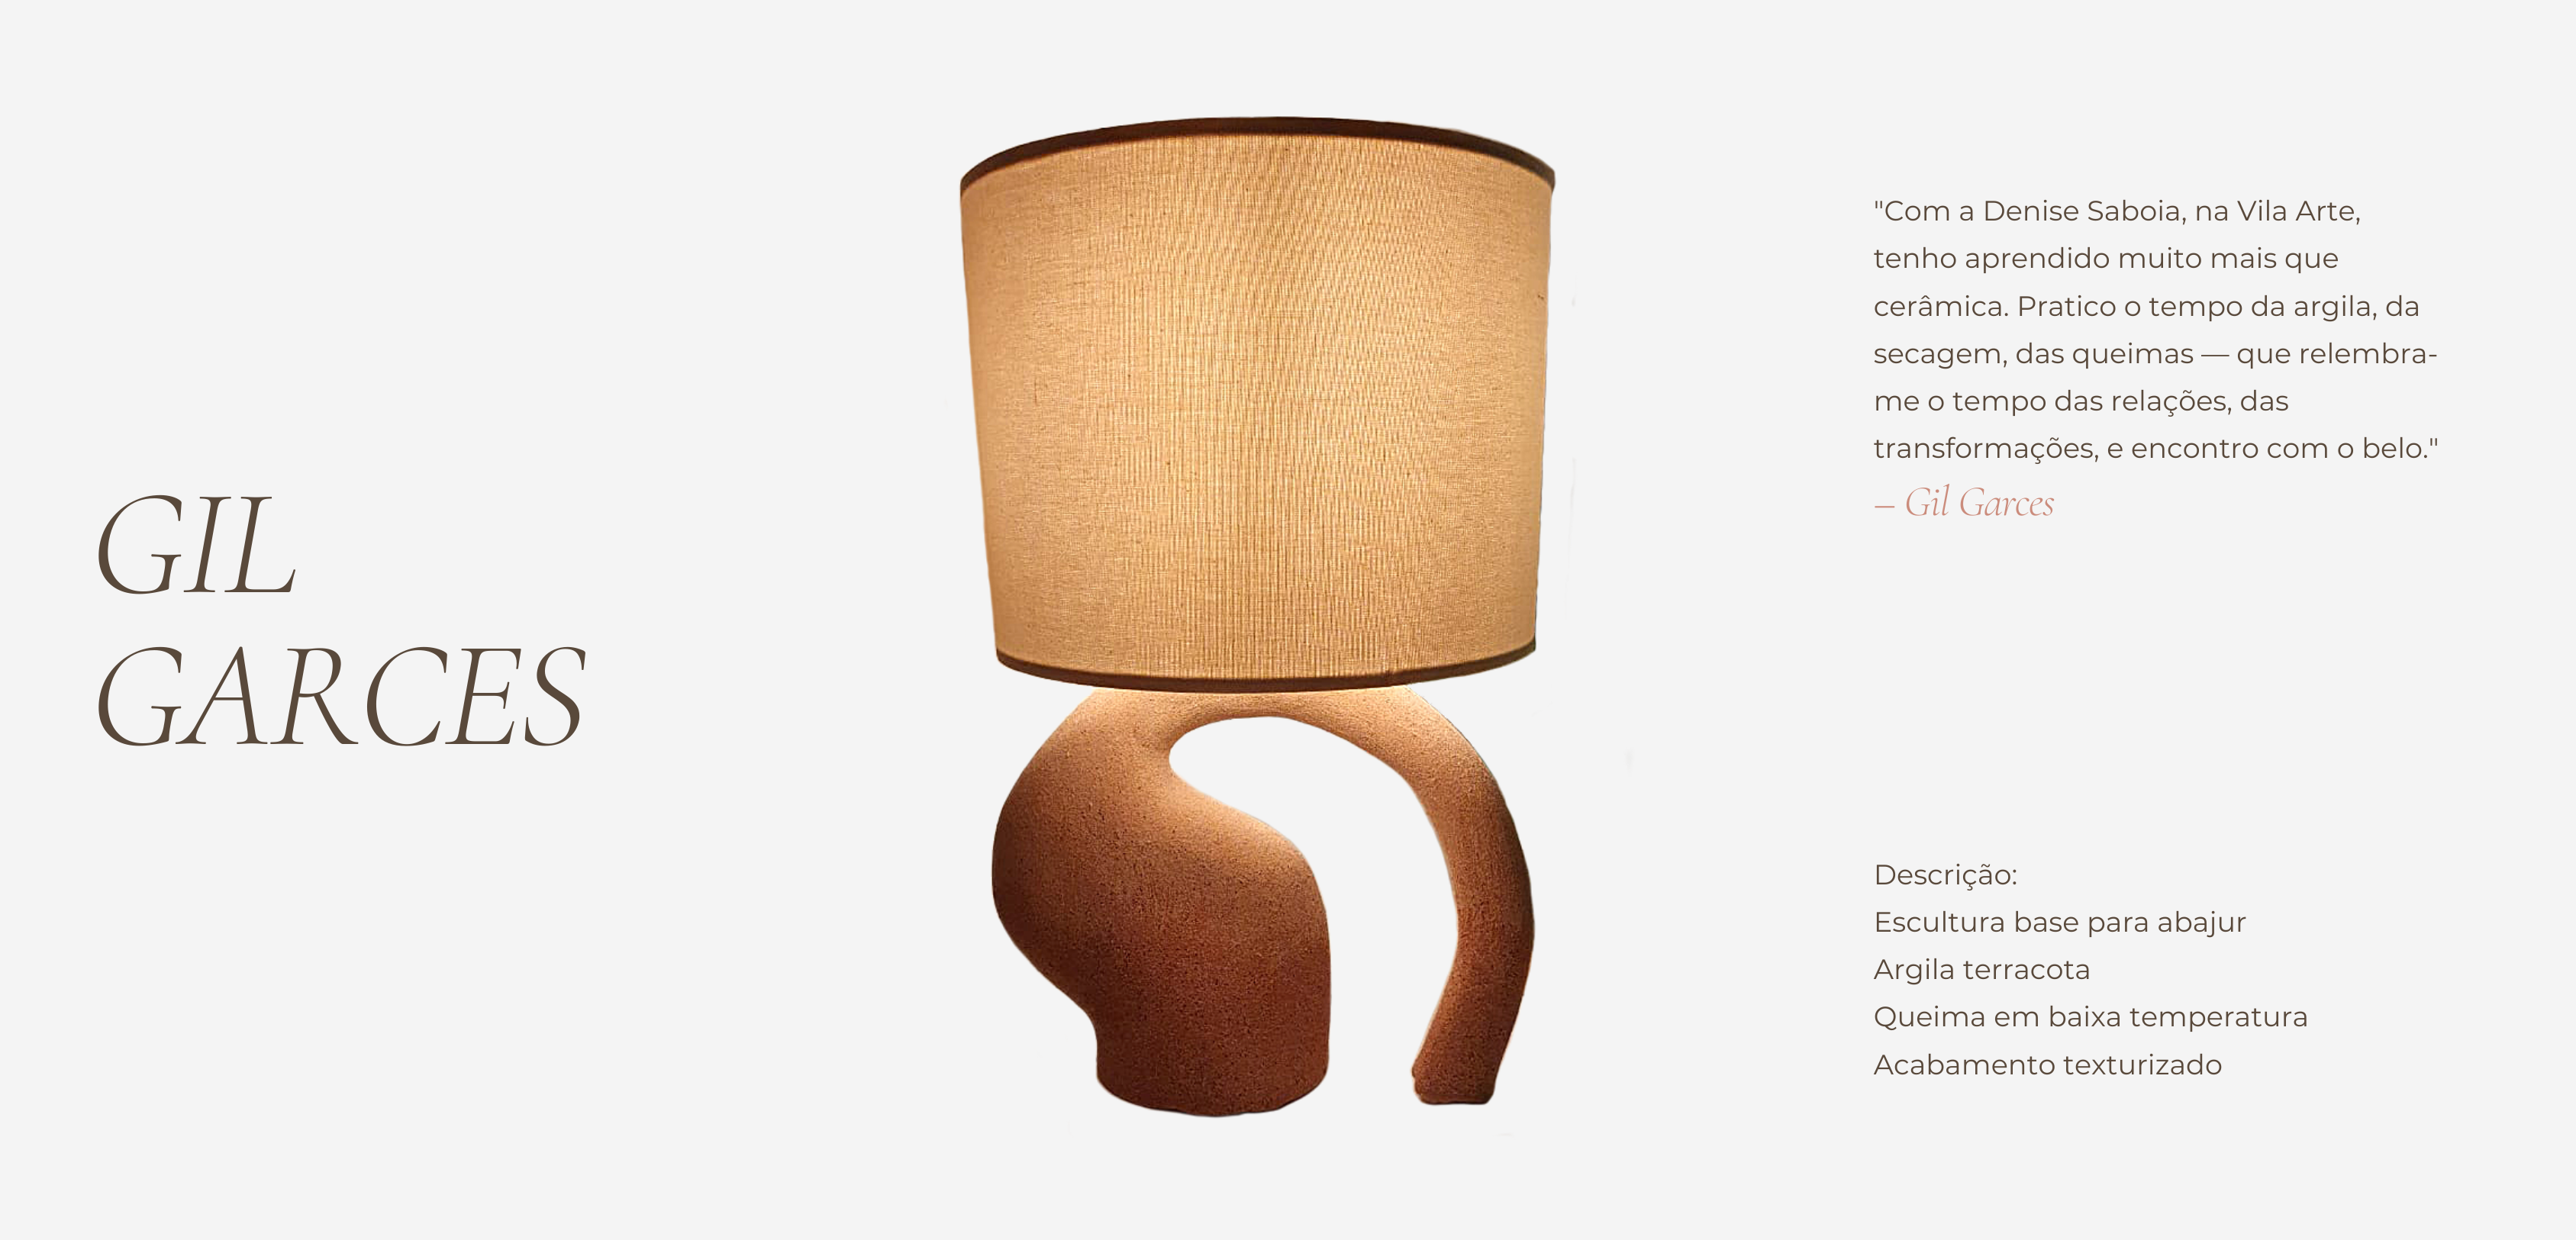 GIL
GARCES
"Com a Denise Saboia, na Vila Arte,
tenho aprendido muito mais que
cerâmica. Pratico o tempo da argila, da
secagem, das queimas — que relembra-
me o tempo das relações, das
transformações, e encontro com o belo."
– Gil Garces
Descrição:
Escultura base para abajur
Argila terracota
Queima em baixa temperatura
Acabamento texturizado